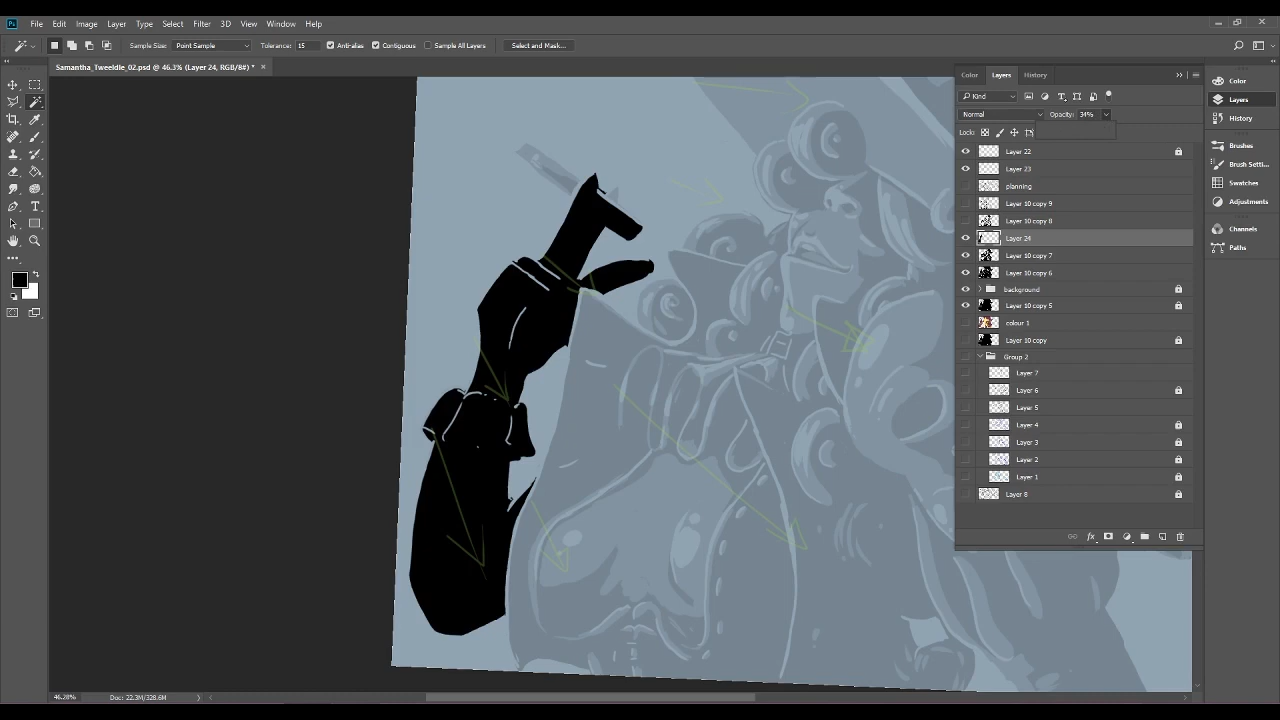 Ps File Edit Image Layer Type Select Filter 3D View Window Help
Sample Size: Point Sample Tolerance: 15 Anti-alias Contiguous Sample All Layers Select and Mask...
Samantha_Tweeldle_02.psd @ 46.3% (Layer 24, RGB/8#) *
Color Layers History
Kind
Normal Opacity: 34%
Lock:
Layer 22
Layer 23
planning
Layer 10 copy 9
Layer 10 copy 8
Layer 24
Layer 10 copy 7
Layer 10 copy 6
background
Layer 10 copy 5
colour 1
Layer 10 copy
Group 2
Layer 7
Layer 6
Layer 5
Layer 4
Layer 3
Layer 2
Layer 1
Layer 8
Color
Layers
History
Brushes
Brush Setti...
Swatches
Adjustments
Channels
Paths
46.28% Doc: 22.3M/328.6M